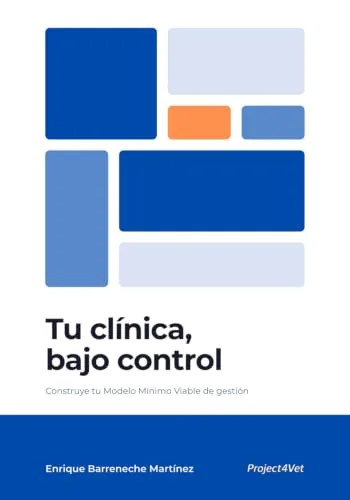 Tu clínica,
bajo control
Construye tu Modelo Mínimo Viable de gestión
Enrique Barreneche Martínez
Project4Vet